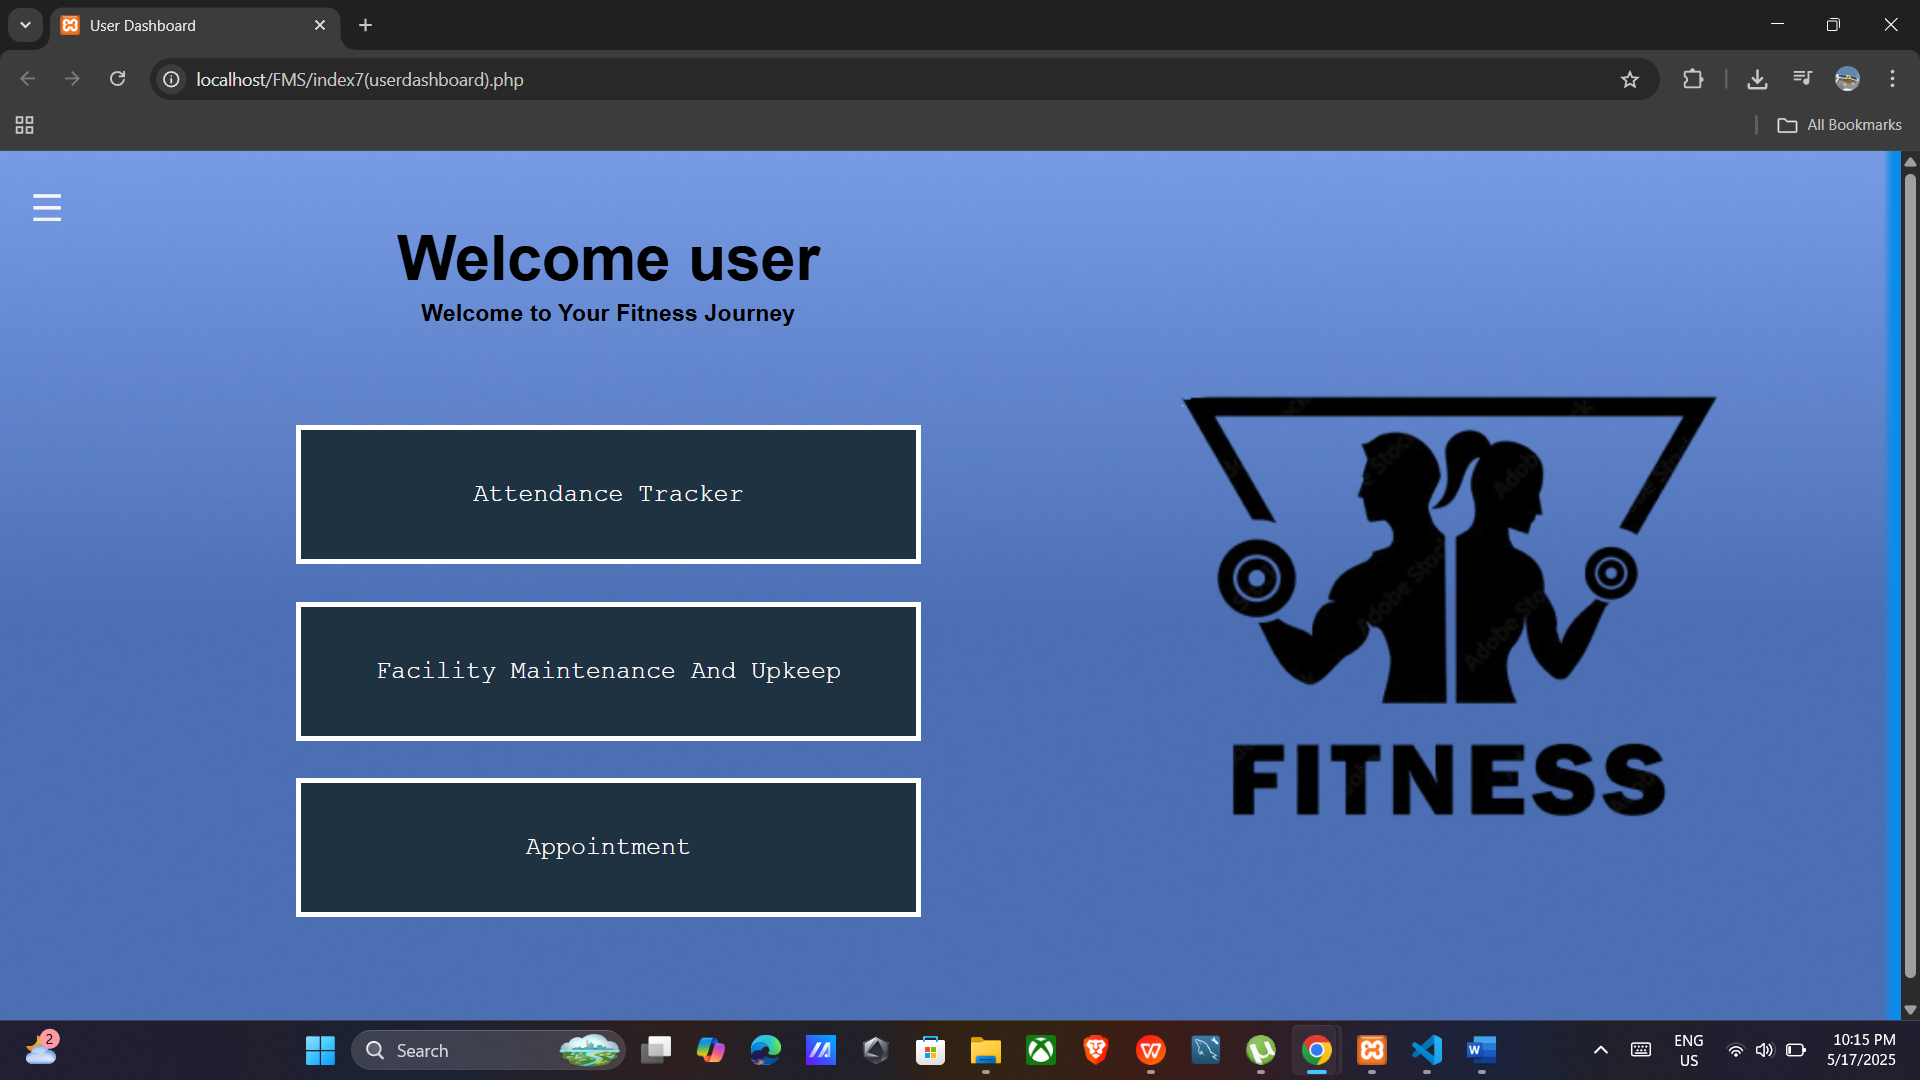 User Dashboard
localhost/FMS/index7(userdashboard).php
All Bookmarks
Welcome user
Welcome to Your Fitness Journey
Attendance Tracker
Facility Maintenance And Upkeep
Appointment
FITNESS
2
Search
ENG
US
10:15 PM
5/17/2025